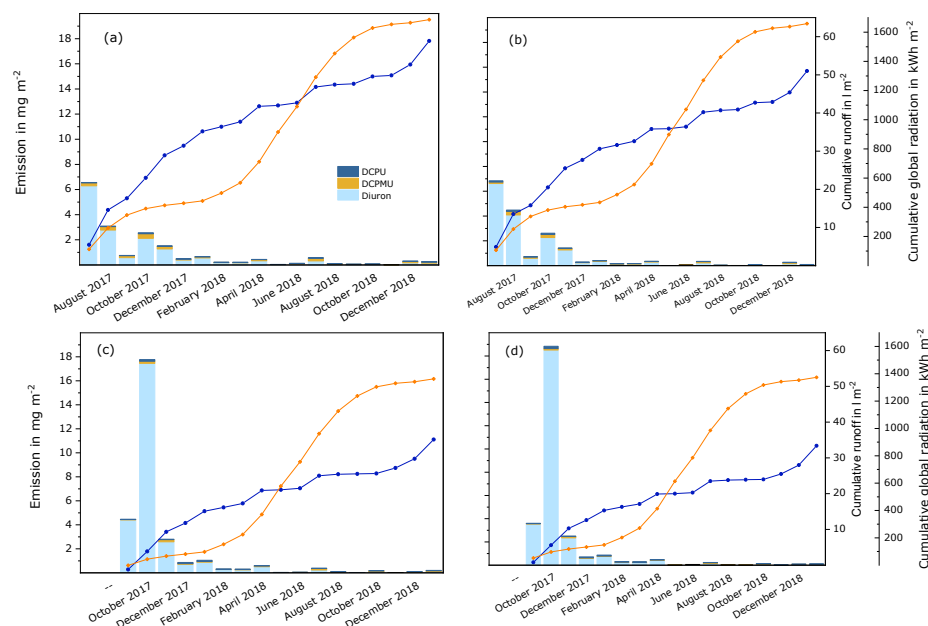 (a)
Emission in mg m-2
18
16
14
12
10
8
6
4
2
DCPU
DCPMU
Diuron
August 2017
October 2017
December 2017
February 2018
April 2018
June 2018
August 2018
October 2018
December 2018
(b)
60
50
40
30
20
10
Cumulative runoff in l m-2
1600
1400
1200
1000
800
600
400
200
Cumulative global radiation in kWh m-2
August 2017
October 2017
December 2017
February 2018
April 2018
June 2018
August 2018
October 2018
December 2018
(c)
Emission in mg m-2
18
16
14
12
10
8
6
4
2
--
October 2017
December 2017
February 2018
April 2018
June 2018
August 2018
October 2018
December 2018
(d)
60
50
40
30
20
10
Cumulative runoff in l m-2
1600
1400
1200
1000
800
600
400
200
Cumulative global radiation in kWh m-2
--
October 2017
December 2017
February 2018
April 2018
June 2018
August 2018
October 2018
December 2018